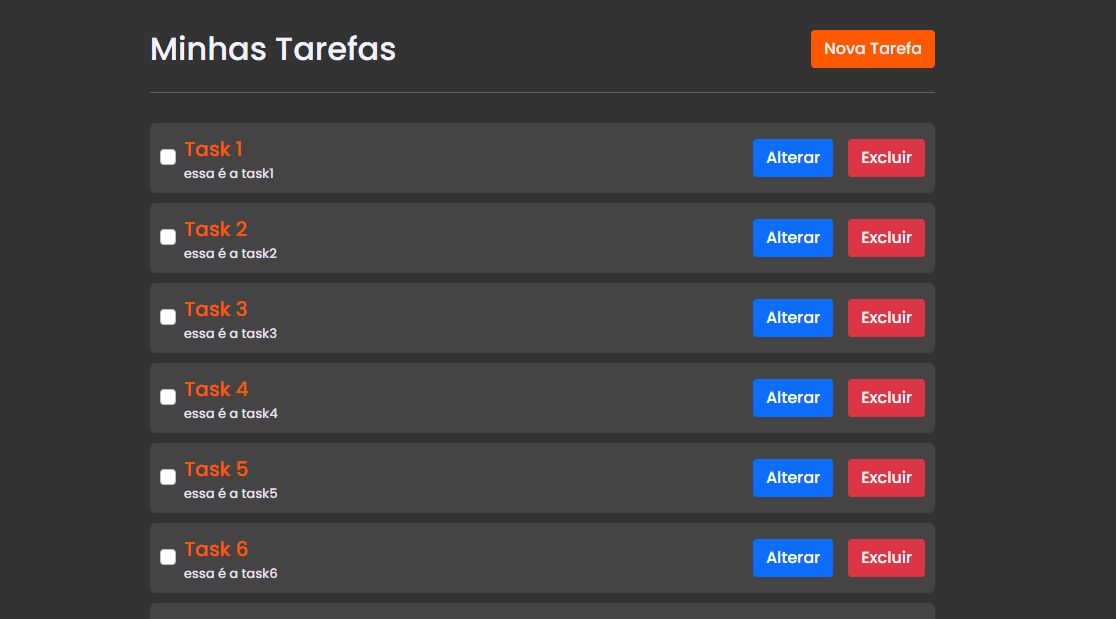 Minhas Tarefas
Nova Tarefa
Task 1
essa é a task1
Alterar
Excluir
Task 2
essa é a task2
Alterar
Excluir
Task 3
essa é a task3
Alterar
Excluir
Task 4
essa é a task4
Alterar
Excluir
Task 5
essa é a task5
Alterar
Excluir
Task 6
essa é a task6
Alterar
Excluir